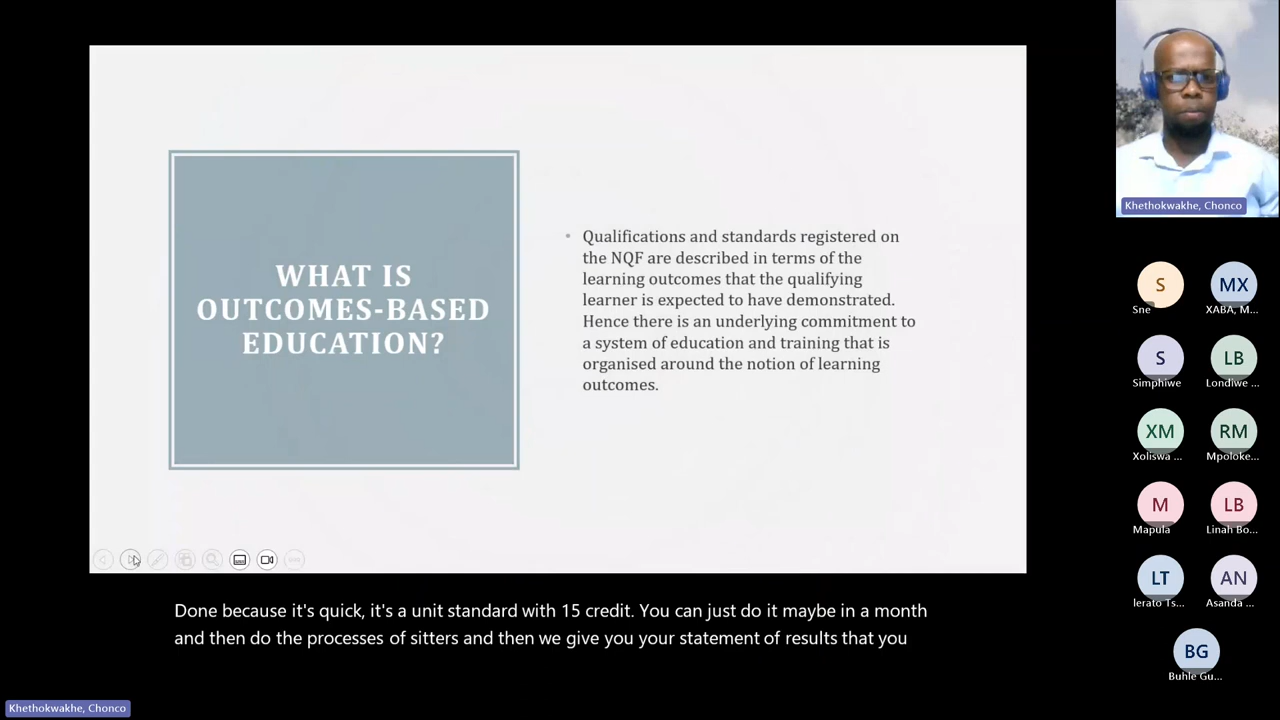 WHAT IS
OUTCOMES-BASED
EDUCATION?
• Qualifications and standards registered on
the NQF are described in terms of the
learning outcomes that the qualifying
learner is expected to have demonstrated.
Hence there is an underlying commitment to
a system of education and training that is
organised around the notion of learning
outcomes.
Done because it's quick, it's a unit standard with 15 credit. You can just do it maybe in a month
and then do the processes of sitters and then we give you your statement of results that you
Khethokwakhe, Chonco
Khethokwakhe, Chonco
S
Sne
MX
XABA, M...
S
Simphiwe
LB
Londiwe ...
XM
Xoliswa ...
RM
Mpoloke...
M
Mapula
LB
Linah Bo...
LT
lerato Ts...
AN
Asanda ...
BG
Buhle Gu...